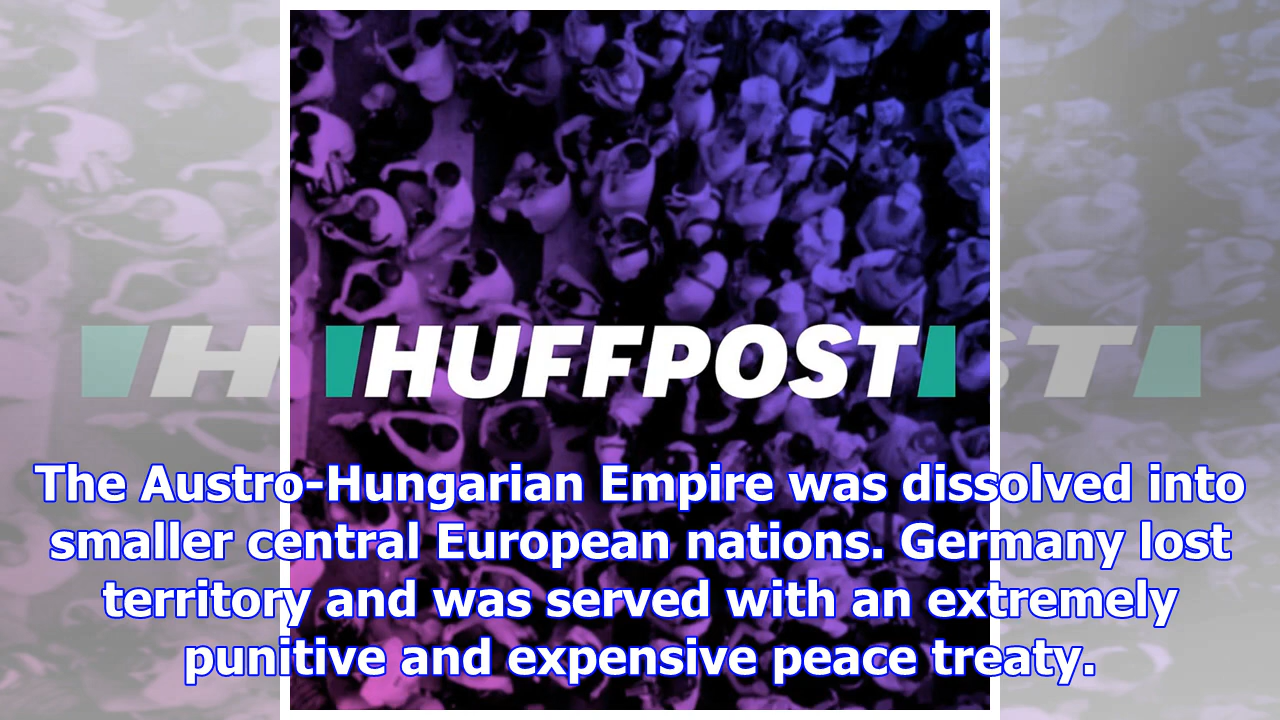 HUFFPOST
The Austro-Hungarian Empire was dissolved into
smaller central European nations. Germany lost
territory and was served with an extremely
punitive and expensive peace treaty.